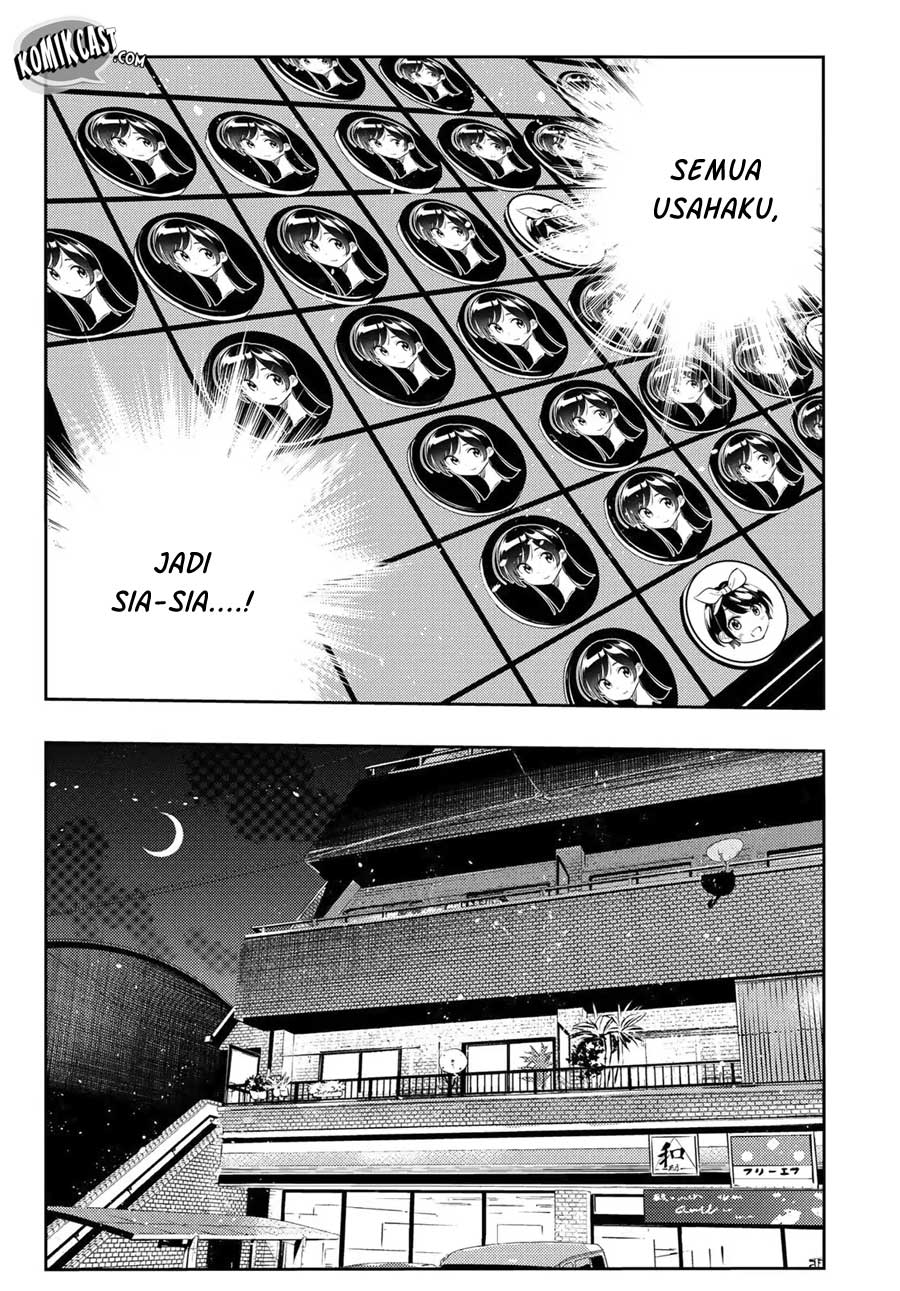 KOMIKCAST.COM
SEMUA
USAHAKU,
JADI
SIA-SIA....!
和
フリーエフ